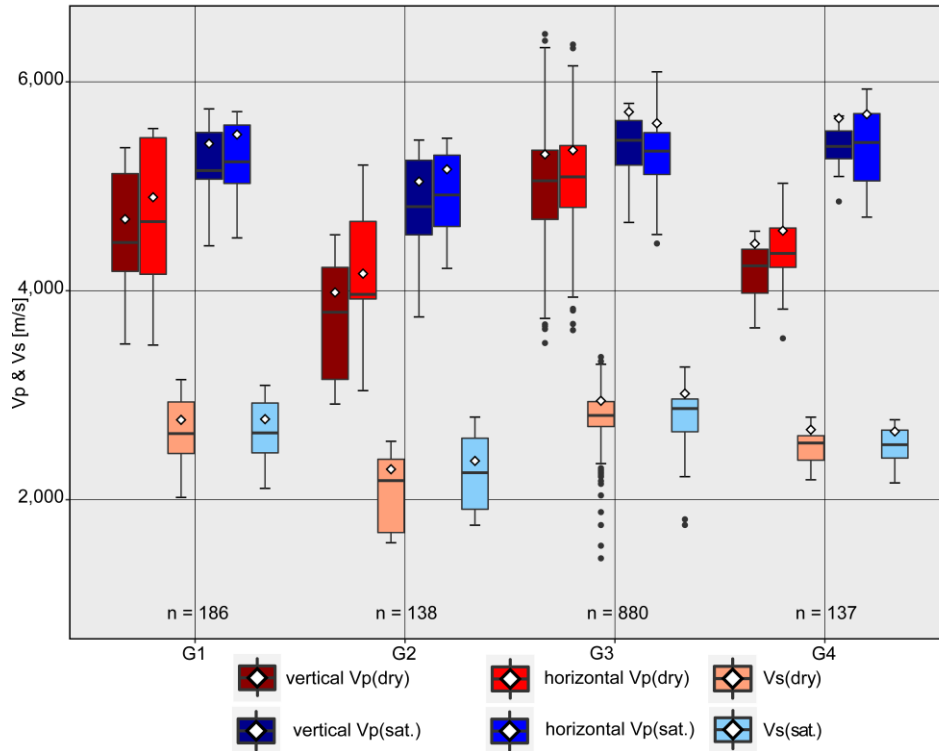 6,000
4,000
2,000
Vp & Vs [m/s]
n = 186 n = 138 n = 880 n = 137
G1 G2 G3 G4
vertical Vp(dry) horizontal Vp(dry) Vs(dry)
vertical Vp(sat.) horizontal Vp(sat.) Vs(sat.)